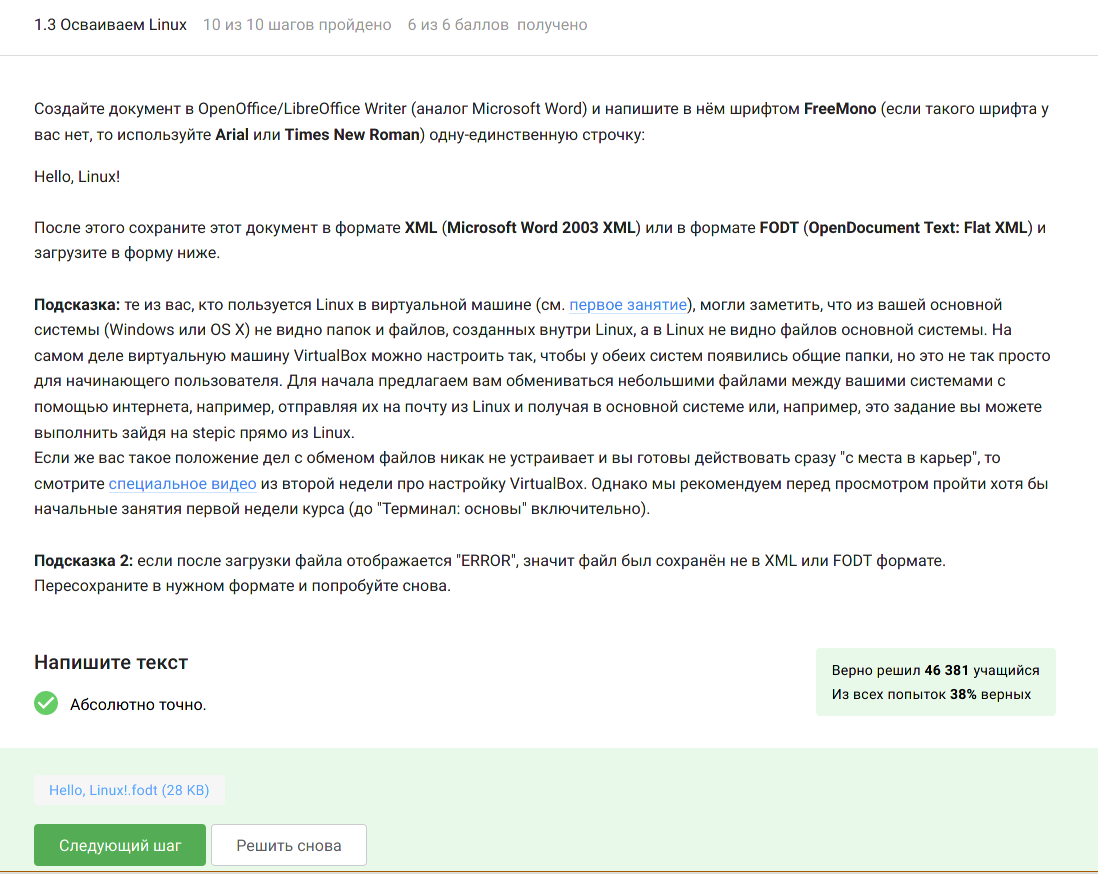 1.3 Осваиваем Linux 10 из 10 шагов пройдено 6 из 6 баллов получено
Создайте документ в OpenOffice/LibreOffice Writer (аналог Microsoft Word) и напишите в нём шрифтом FreeMono (если такого шрифта у
вас нет, то используйте Arial или Times New Roman) одну-единственную строчку:
Hello, Linux!
После этого сохраните этот документ в формате XML (Microsoft Word 2003 XML) или в формате FODT (OpenDocument Text: Flat XML) и
загрузите в форму ниже.
Подсказка: те из вас, кто пользуется Linux в виртуальной машине (см. первое занятие), могли заметить, что из вашей основной
системы (Windows или OS X) не видно папок и файлов, созданных внутри Linux, а в Linux не видно файлов основной системы. На
самом деле виртуальную машину VirtualBox можно настроить так, чтобы у обеих систем появились общие папки, но это не так просто
для начинающего пользователя. Для начала предлагаем вам обмениваться небольшими файлами между вашими системами с
помощью интернета, например, отправляя их на почту из Linux и получая в основной системе или, например, это задание вы можете
выполнить зайдя на stepic прямо из Linux.
Если же вас такое положение дел с обменом файлов никак не устраивает и вы готовы действовать сразу "с места в карьер", то
смотрите специальное видео из второй недели про настройку VirtualBox. Однако мы рекомендуем перед просмотром пройти хотя бы
начальные занятия первой недели курса (до "Терминал: основы" включительно).
Подсказка 2: если после загрузки файла отображается "ERROR", значит файл был сохранён не в XML или FODT формате.
Пересохраните в нужном формате и попробуйте снова.
Напишите текст
Абсолютно точно.
Верно решил 46 381 учащийся
Из всех попыток 38% верных
Hello, Linux!.fodt (28 KB)
Следующий шаг
Решить снова